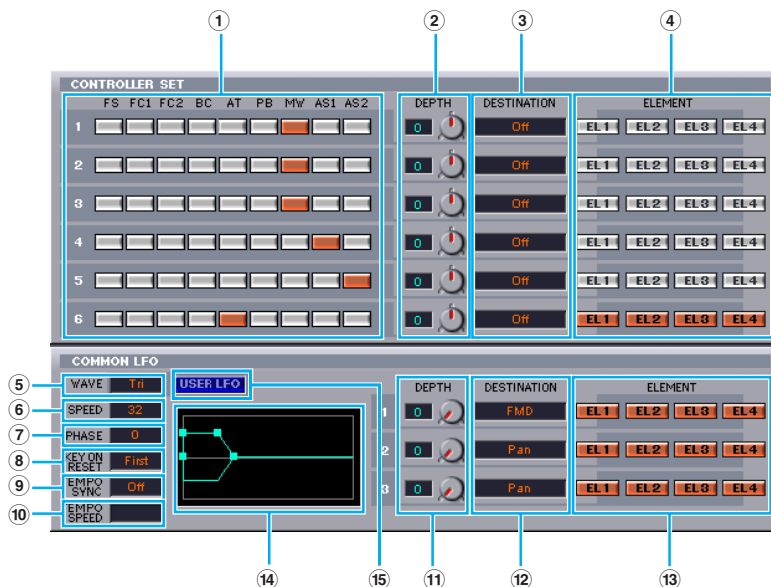 ① ② ③ ④
CONTROLLER SET
FS FC1 FC2 BC AT PB MW AS1 AS2 DEPTH DESTINATION ELEMENT
1 0 Off EL1 EL2 EL3 EL4
2 0 Off EL1 EL2 EL3 EL4
3 0 Off EL1 EL2 EL3 EL4
4 0 Off EL1 EL2 EL3 EL4
5 0 Off EL1 EL2 EL3 EL4
6 0 Off EL1 EL2 EL3 EL4
COMMON LFO
⑤ WAVE Tri USER LFO DEPTH DESTINATION ELEMENT
⑥ SPEED 32 1 0 FMD EL1 EL2 EL3 EL4
⑦ PHASE 0
⑧ KEY ON RESET First 2 0 Pan EL1 EL2 EL3 EL4
⑨ EMPO SYNC Off 3 0 Pan EL1 EL2 EL3 EL4
⑩ EMPO SPEED
⑭ ⑮ ⑪ ⑫ ⑬